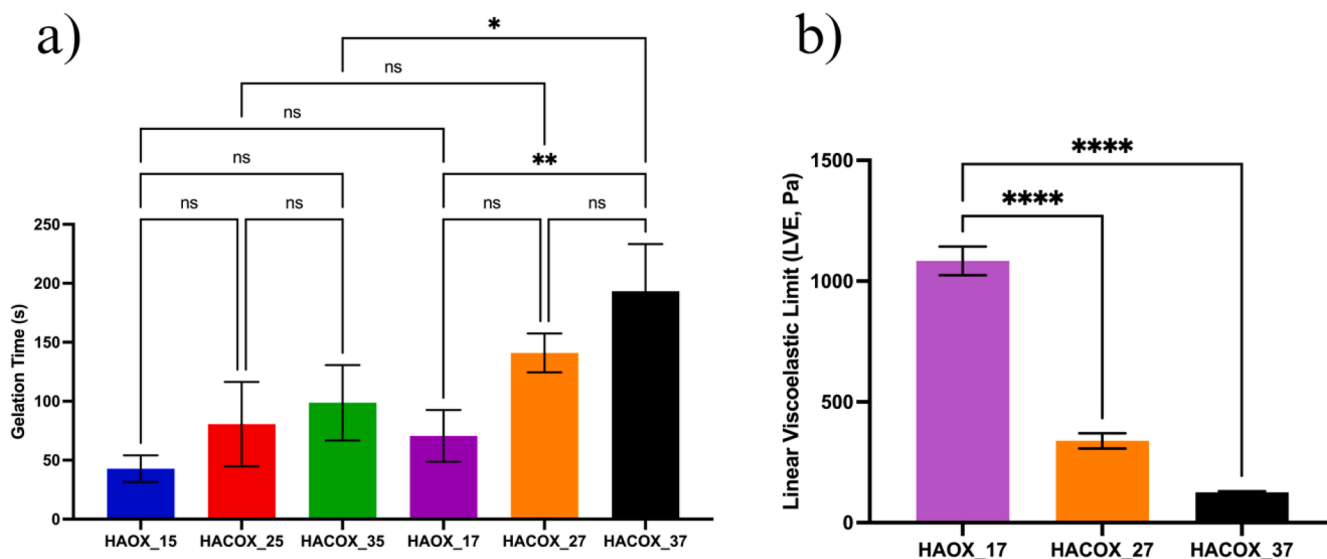 a)
*
ns
ns
ns
**
ns
ns
ns
ns
250
200
150
100
50
0
Gelation Time (s)
HAOX_15
HACOX_25
HACOX_35
HAOX_17
HACOX_27
HACOX_37
b)
****
****
1500
1000
500
0
Linear Viscoelastic Limit (LVE, Pa)
HAOX_17
HACOX_27
HACOX_37